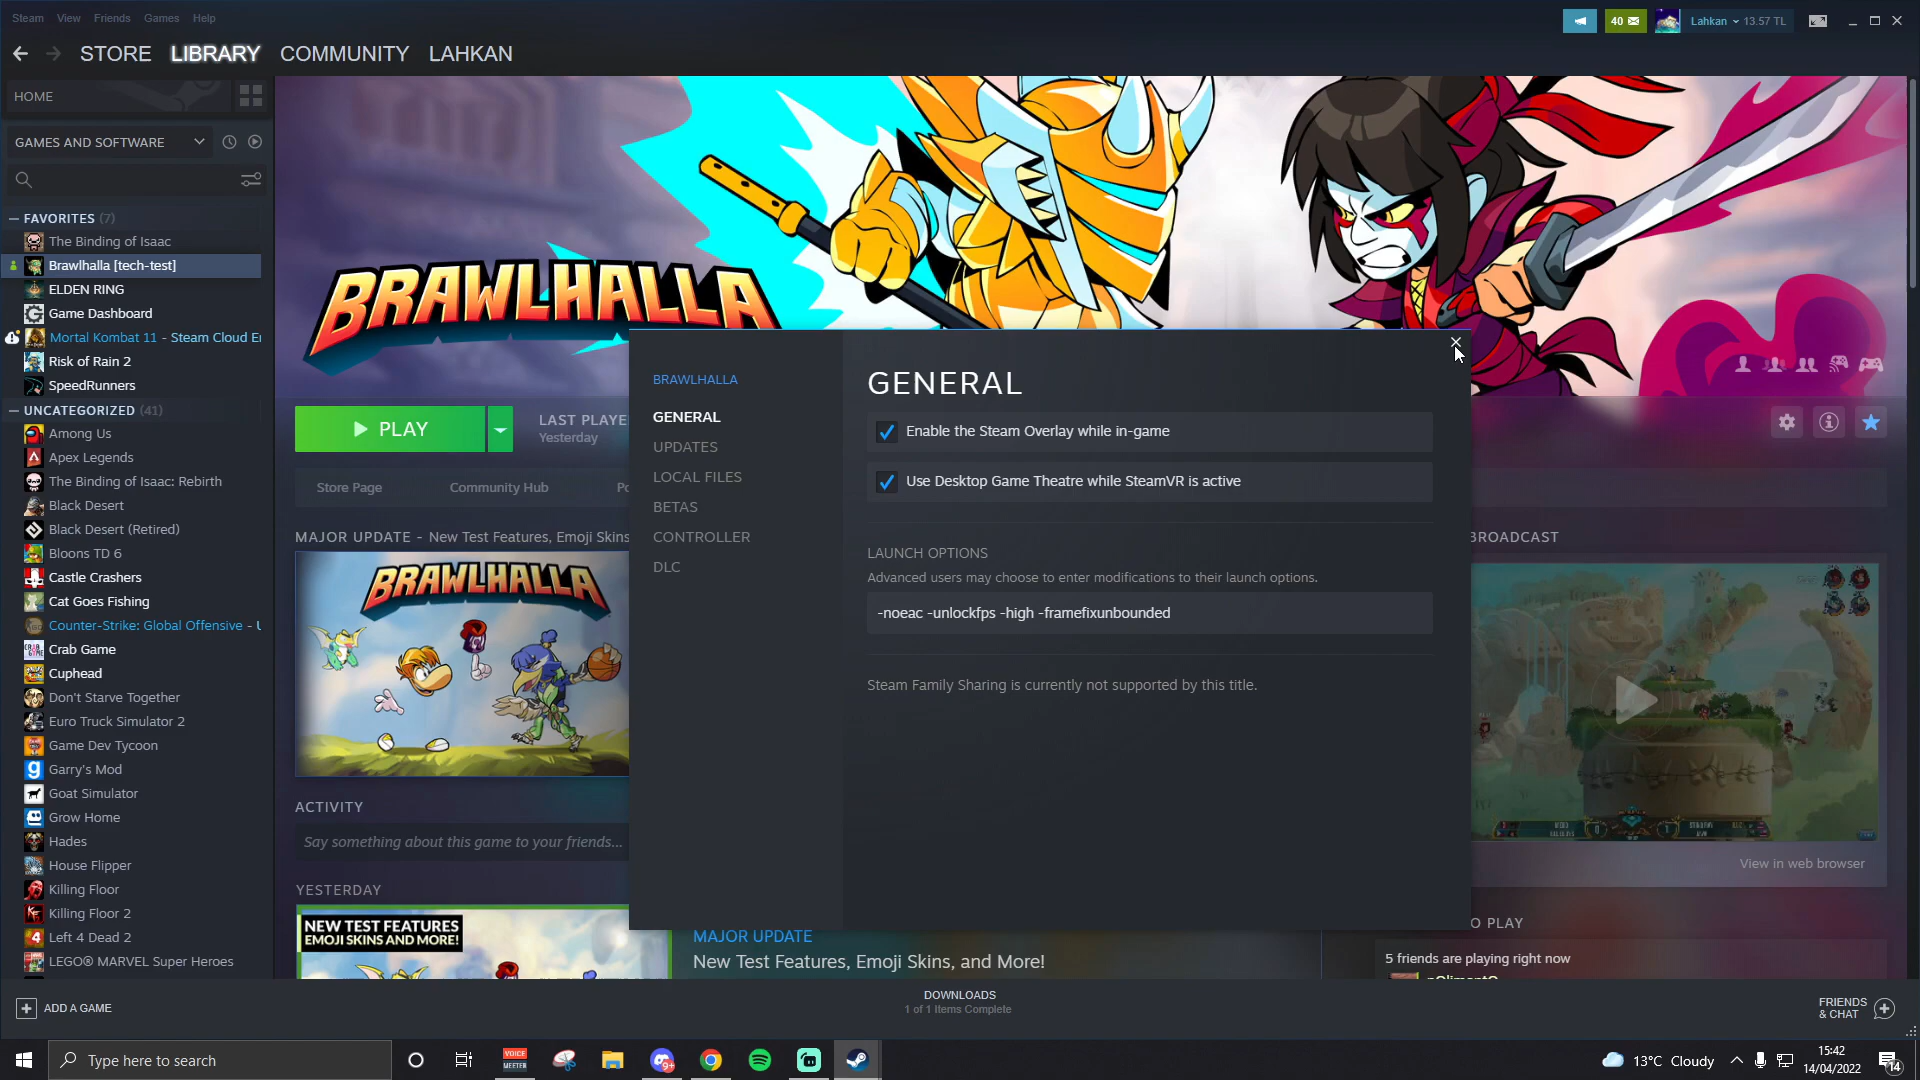 Steam View Friends Games Help
40
Lahkan 13.57 TL
STORE LIBRARY COMMUNITY LAHKAN
HOME
GAMES AND SOFTWARE
FAVORITES (7)
The Binding of Isaac
Brawlhalla [tech-test]
ELDEN RING
Game Dashboard
Mortal Kombat 11 - Steam Cloud Er
Risk of Rain 2
SpeedRunners
UNCATEGORIZED (41)
Among Us
Apex Legends
The Binding of Isaac: Rebirth
Black Desert
Black Desert (Retired)
Bloons TD 6
Castle Crashers
Cat Goes Fishing
Counter-Strike: Global Offensive - U
Crab Game
Cuphead
Don't Starve Together
Euro Truck Simulator 2
Game Dev Tycoon
Garry's Mod
Goat Simulator
Grow Home
Hades
House Flipper
Killing Floor
Killing Floor 2
Left 4 Dead 2
LEGO® MARVEL Super Heroes
BRAWLHALLA
PLAY
LAST PLAYE
Yesterday
Store Page Community Hub Po
MAJOR UPDATE - New Test Features, Emoji Skins
BRAWLHALLA
ACTIVITY
Say something about this game to your friends...
YESTERDAY
NEW TEST FEATURES
EMOJI SKINS AND MORE!
MAJOR UPDATE
New Test Features, Emoji Skins, and More!
BRAWLHALLA
GENERAL
UPDATES
LOCAL FILES
BETAS
CONTROLLER
DLC
GENERAL
Enable the Steam Overlay while in-game
Use Desktop Game Theatre while SteamVR is active
LAUNCH OPTIONS
Advanced users may choose to enter modifications to their launch options.
-noeac -unlockfps -high -framefixunbounded
Steam Family Sharing is currently not supported by this title.
BROADCAST
View in web browser
O PLAY
5 friends are playing right now
ADD A GAME
DOWNLOADS
1 of 1 Items Complete
FRIENDS
& CHAT
Type here to search
VOICE
MEETER
9+
13°C Cloudy
15:42
14/04/2022
14